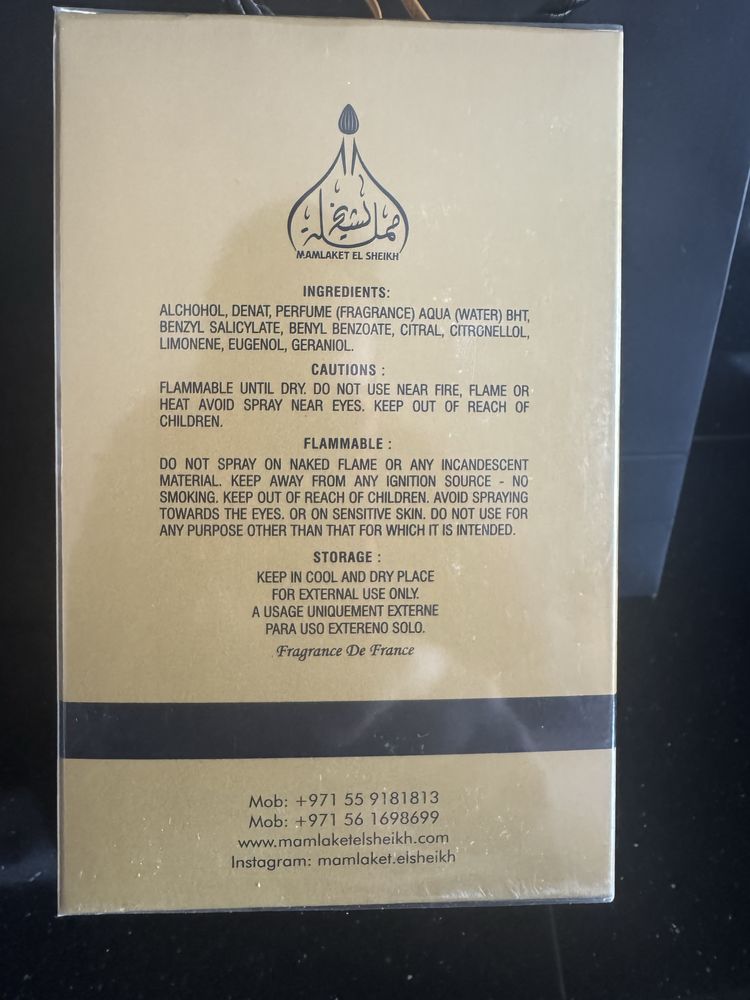 مملكة الشيخ
MAMLAKET EL SHEIKH
INGREDIENTS:
ALCHOHOL, DENAT, PERFUME (FRAGRANCE) AQUA (WATER) BHT,
BENZYL SALICYLATE, BENYL BENZOATE, CITRAL, CITRONELLOL,
LIMONENE, EUGENOL, GERANIOL.
CAUTIONS :
FLAMMABLE UNTIL DRY. DO NOT USE NEAR FIRE, FLAME OR
HEAT AVOID SPRAY NEAR EYES. KEEP OUT OF REACH OF
CHILDREN.
FLAMMABLE :
DO NOT SPRAY ON NAKED FLAME OR ANY INCANDESCENT
MATERIAL. KEEP AWAY FROM ANY IGNITION SOURCE - NO
SMOKING. KEEP OUT OF REACH OF CHILDREN. AVOID SPRAYING
TOWARDS THE EYES. OR ON SENSITIVE SKIN. DO NOT USE FOR
ANY PURPOSE OTHER THAN THAT FOR WHICH IT IS INTENDED.
STORAGE :
KEEP IN COOL AND DRY PLACE
FOR EXTERNAL USE ONLY.
A USAGE UNIQUEMENT EXTERNE
PARA USO EXTERENO SOLO.
Fragrance De France
Mob: +971 55 9181813
Mob: +971 56 1698699
www.mamlaketelsheikh.com
Instagram: mamlaket.elsheikh